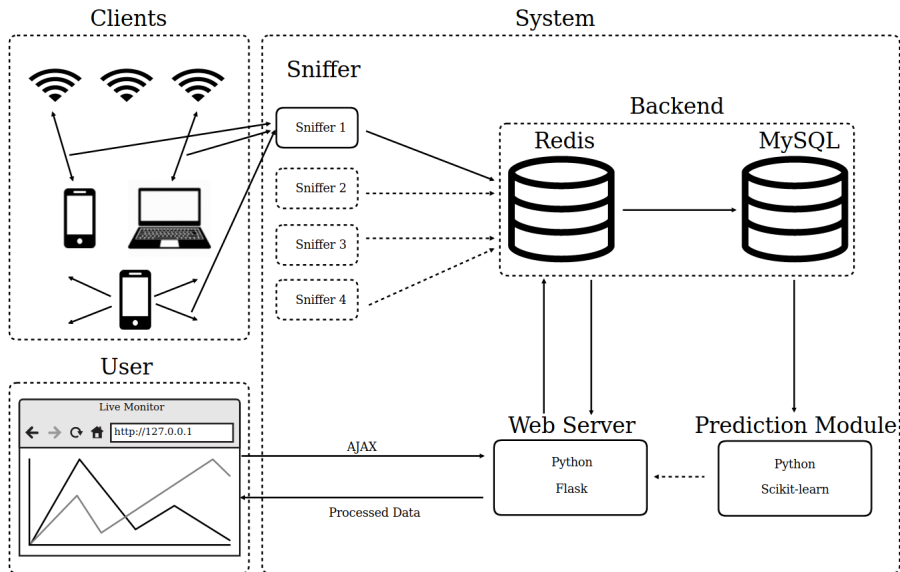 Clients
System
Sniffer
Sniffer 1
Sniffer 2
Sniffer 3
Sniffer 4
Backend
Redis
MySQL
User
Live Monitor
http://127.0.0.1
AJAX
Processed Data
Web Server
Python
Flask
Prediction Module
Python
Scikit-learn